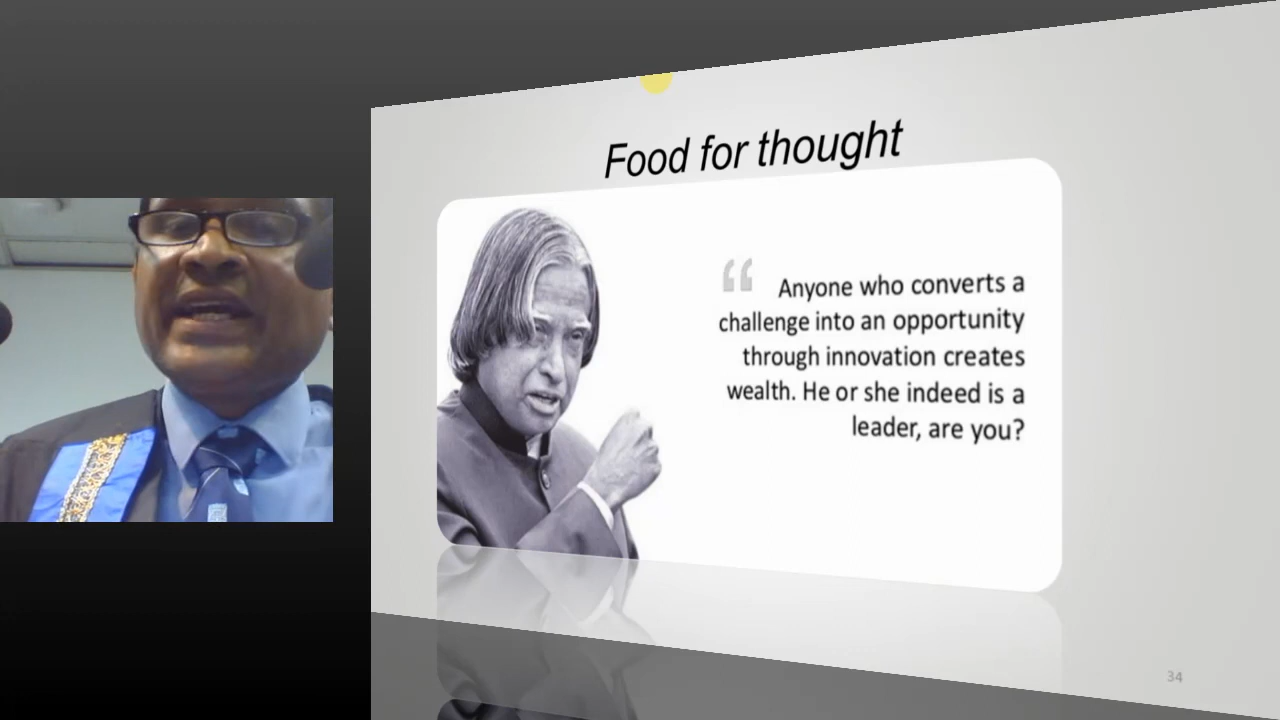 Food for thought
“ Anyone who converts a
challenge into an opportunity
through innovation creates
wealth. He or she indeed is a
leader, are you?
34